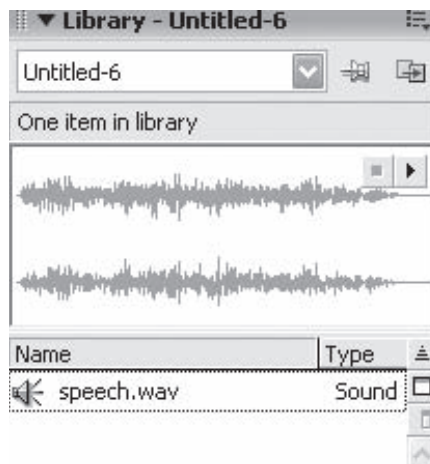 Library - Untitled-6
Untitled-6
One item in library
Name Type
speech.wav Sound